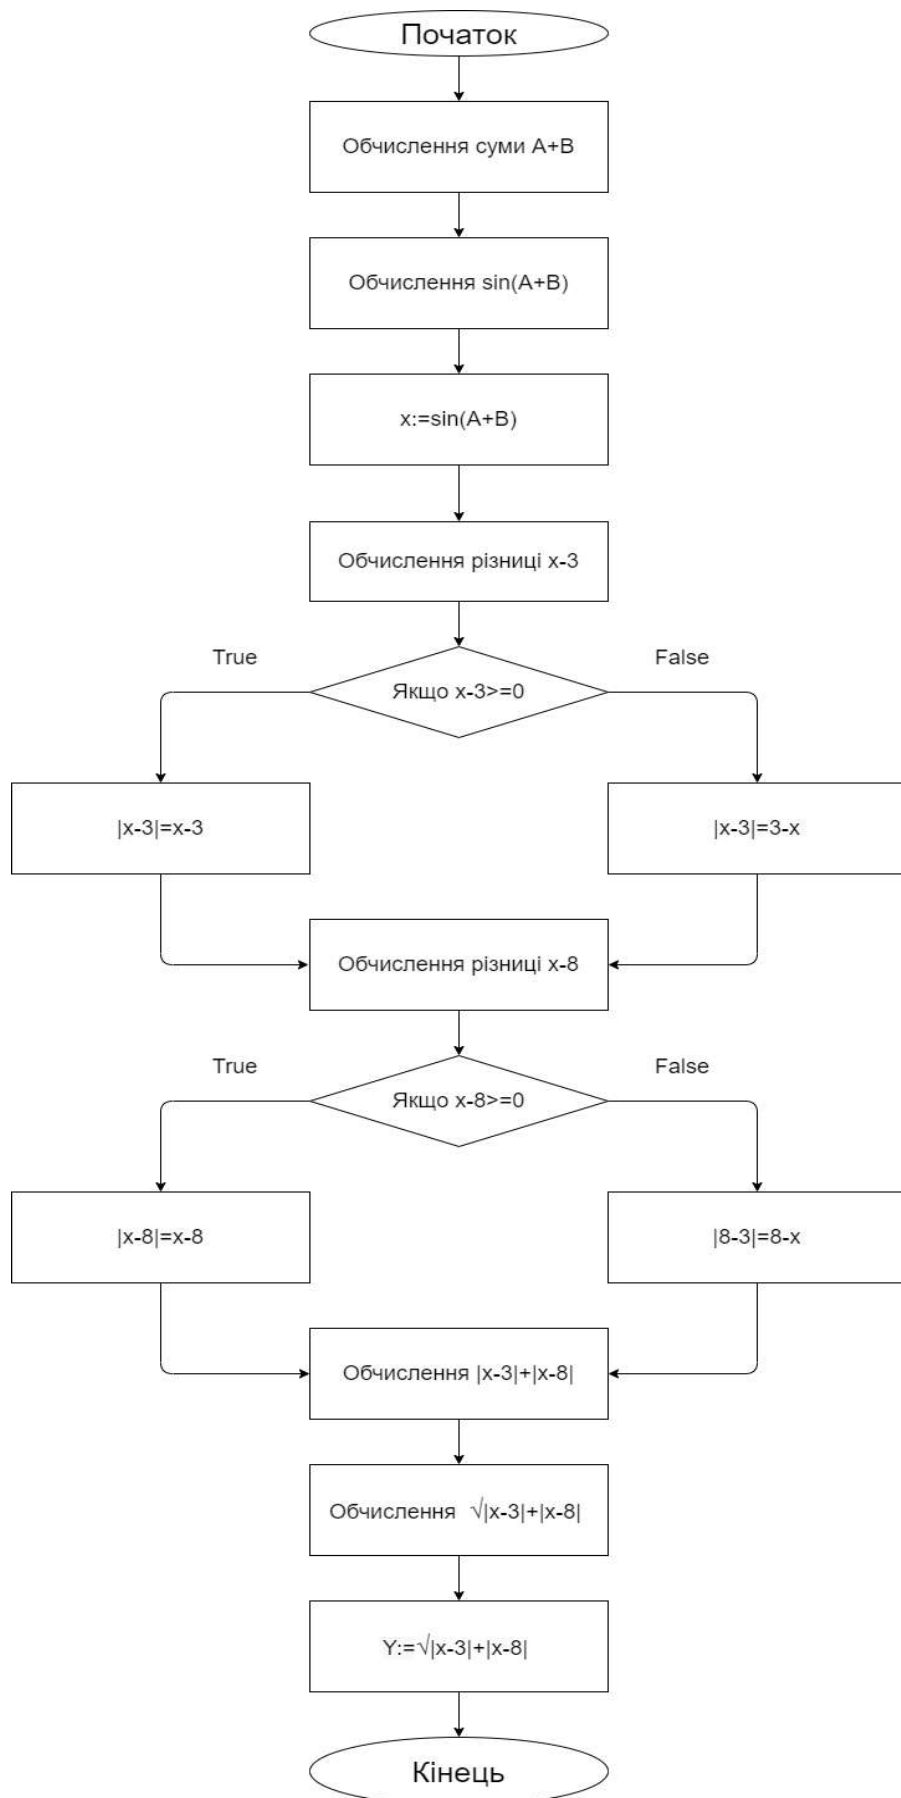 Початок
Обчислення суми A+B
Обчислення sin(A+B)
x:=sin(A+B)
Обчислення різниці x-3
True
False
Якщо x-3>=0
|x-3|=x-3
|x-3|=3-x
Обчислення різниці x-8
True
False
Якщо x-8>=0
|x-8|=x-8
|8-3|=8-x
Обчислення |x-3|+|x-8|
Обчислення √|x-3|+|x-8|
Y:=√|x-3|+|x-8|
Кінець